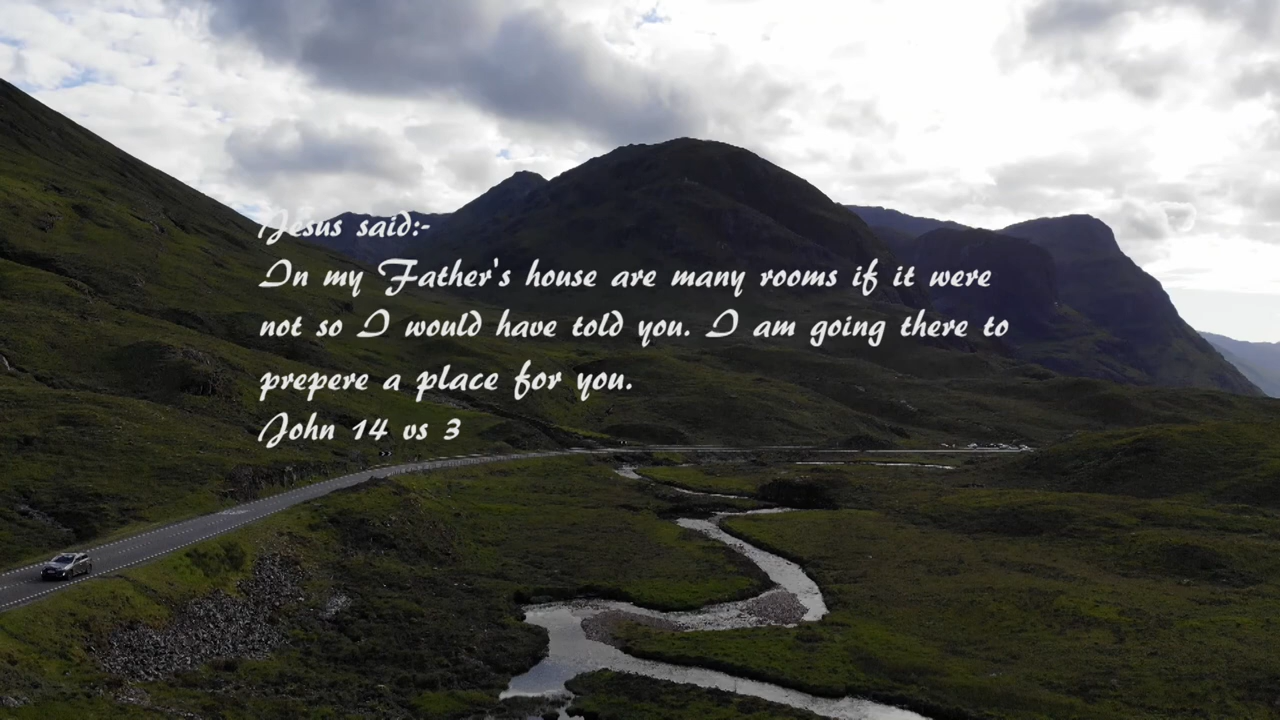 Jesus said:-
In my Father's house are many rooms if it were
not so I would have told you. I am going there to
prepere a place for you.
John 14 vs 3